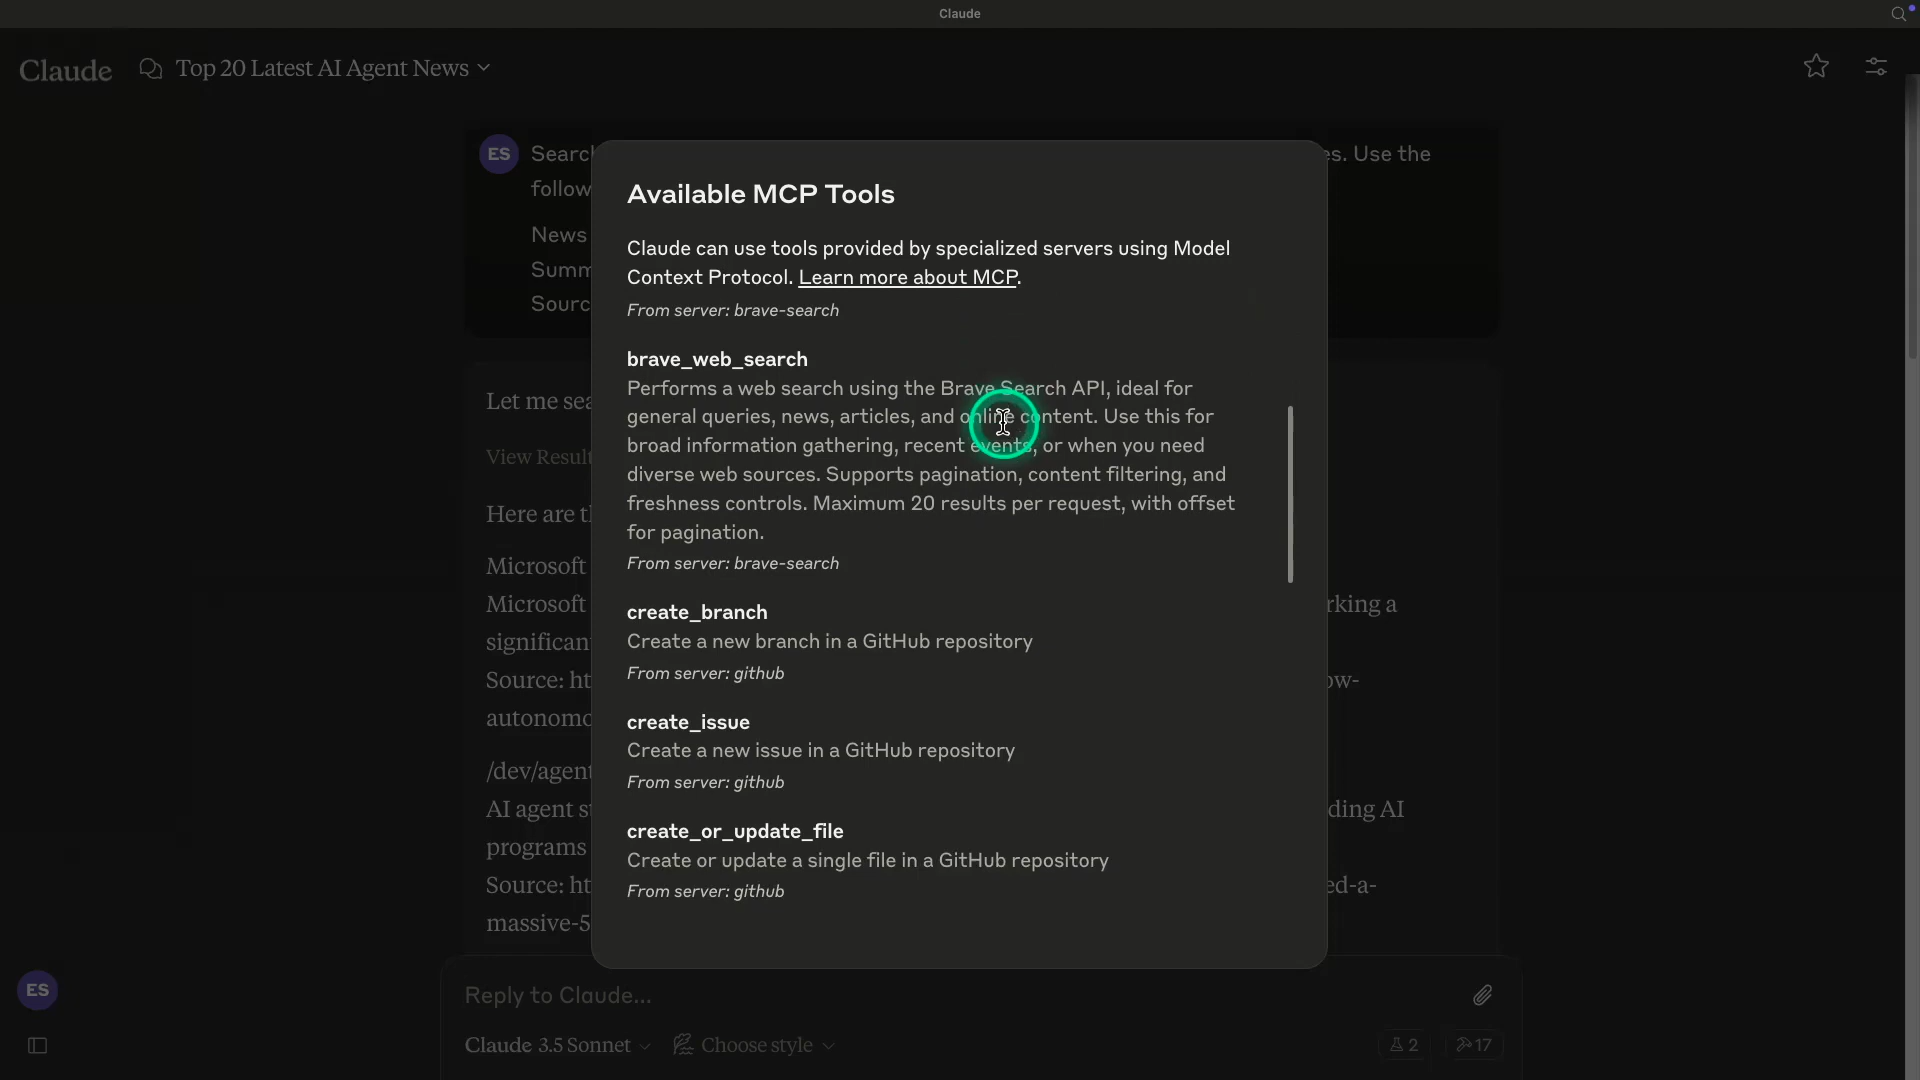 Claude
Claude
Top 20 Latest AI Agent News
ES
Search
es. Use the
follow
News
Summ
Sourc
Available MCP Tools
Claude can use tools provided by specialized servers using Model
Context Protocol. Learn more about MCP.
From server: brave-search
brave_web_search
Performs a web search using the Brave Search API, ideal for
general queries, news, articles, and online content. Use this for
broad information gathering, recent events, or when you need
diverse web sources. Supports pagination, content filtering, and
freshness controls. Maximum 20 results per request, with offset
for pagination.
From server: brave-search
create_branch
Create a new branch in a GitHub repository
From server: github
create_issue
Create a new issue in a GitHub repository
From server: github
create_or_update_file
Create or update a single file in a GitHub repository
From server: github
Let me sea
View Result
Here are th
Microsoft
Microsoft
rking a
significant
Source: ht
ow-
autonomo
/dev/agent
AI agent s
ding AI
programs
Source: ht
ed-a-
massive-5
ES
Reply to Claude...
Claude 3.5 Sonnet
Choose style
2
17